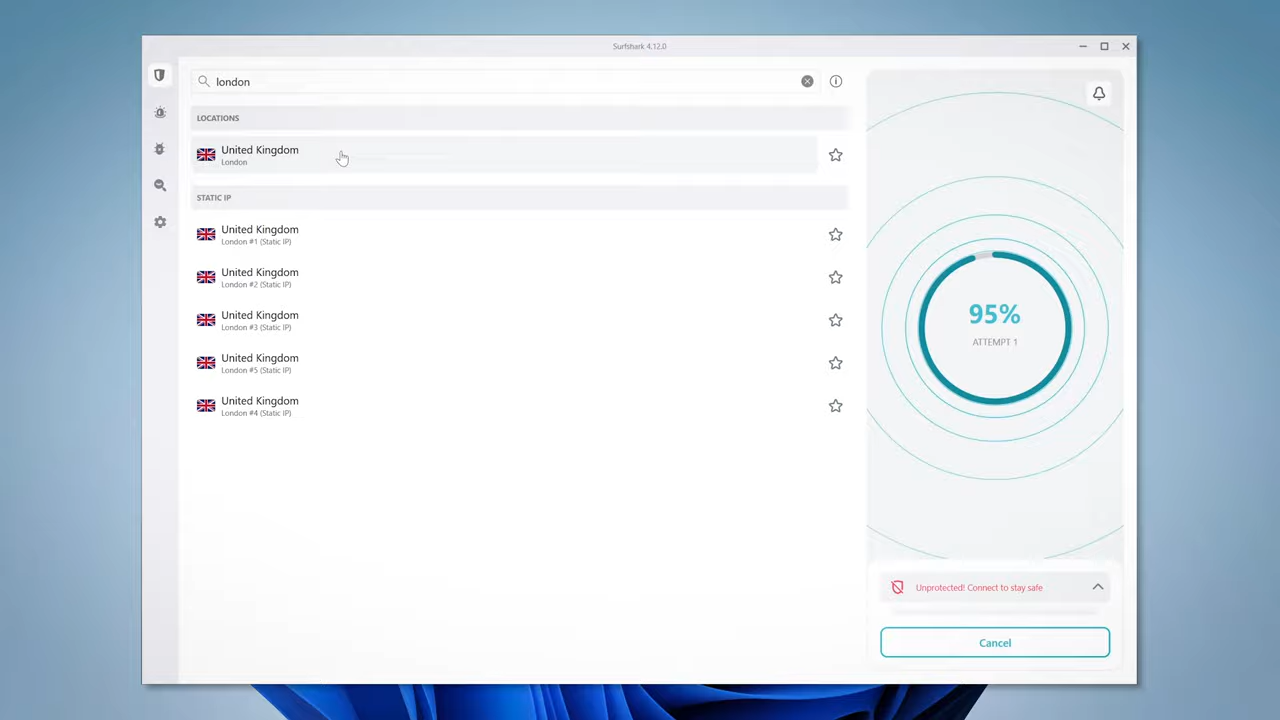 Surfshark 4.12.0
london
LOCATIONS
United Kingdom
London
STATIC IP
United Kingdom
London #1 (Static IP)
United Kingdom
London #2 (Static IP)
United Kingdom
London #3 (Static IP)
United Kingdom
London #5 (Static IP)
United Kingdom
London #4 (Static IP)
95%
ATTEMPT 1
Unprotected! Connect to stay safe
Cancel